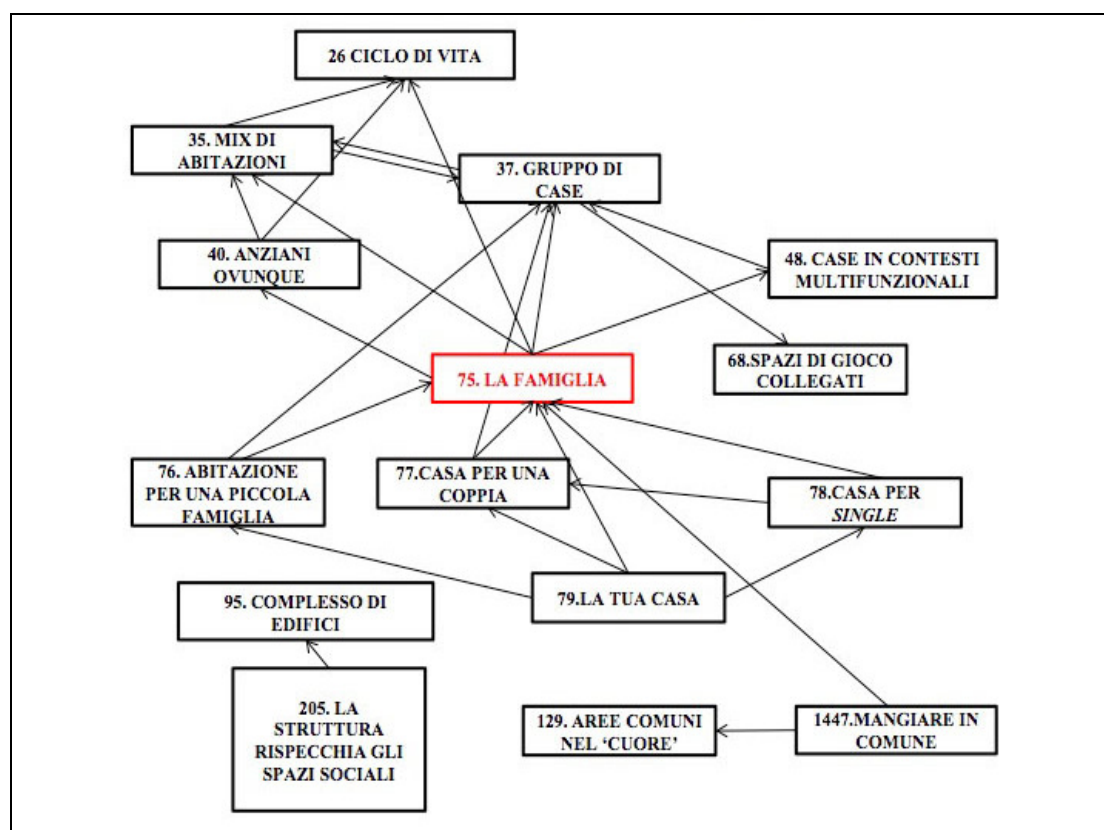 26 CICLO DI VITA
35. MIX DI
ABITAZIONI
37. GRUPPO DI
CASE
40. ANZIANI
OVUNQUE
48. CASE IN CONTESTI
MULTIFUNZIONALI
68.SPAZI DI GIOCO
COLLEGATI
75. LA FAMIGLIA
76. ABITAZIONE
PER UNA PICCOLA
FAMIGLIA
77.CASA PER UNA
COPPIA
78.CASA PER
SINGLE
79.LA TUA CASA
95. COMPLESSO DI
EDIFICI
205. LA
STRUTTURA
RISPECCHIA GLI
SPAZI SOCIALI
129. AREE COMUNI
NEL ‘CUORE’
1447.MANGIARE IN
COMUNE